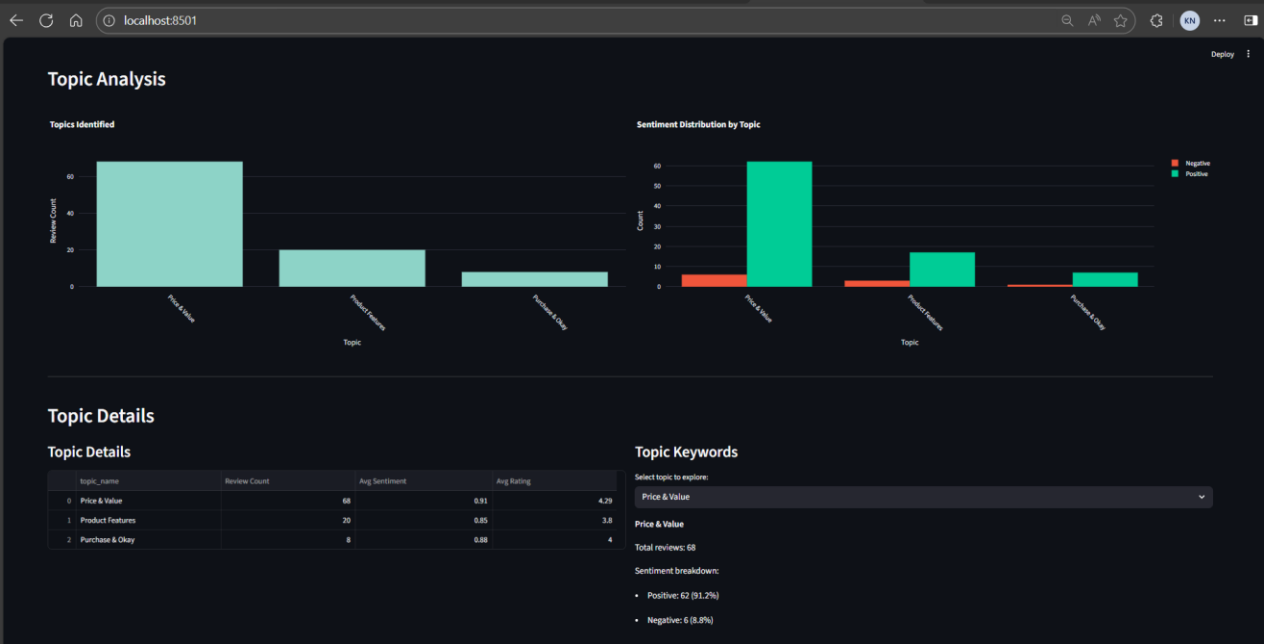 localhost:8501
KN
Deploy
Topic Analysis
Topics Identified
Review Count
60
40
20
0
Price & Value
Product Features
Purchase & Okay
Topic
Sentiment Distribution by Topic
Count
60
50
40
30
20
10
0
Price & Value
Product Features
Purchase & Okay
Topic
Negative
Positive
Topic Details
Topic Details
topic_name Review Count Avg Sentiment Avg Rating
0 Price & Value 68 0.91 4.29
1 Product Features 20 0.85 3.8
2 Purchase & Okay 8 0.88 4
Topic Keywords
Select topic to explore:
Price & Value
Price & Value
Total reviews: 68
Sentiment breakdown:
• Positive: 62 (91.2%)
• Negative: 6 (8.8%)